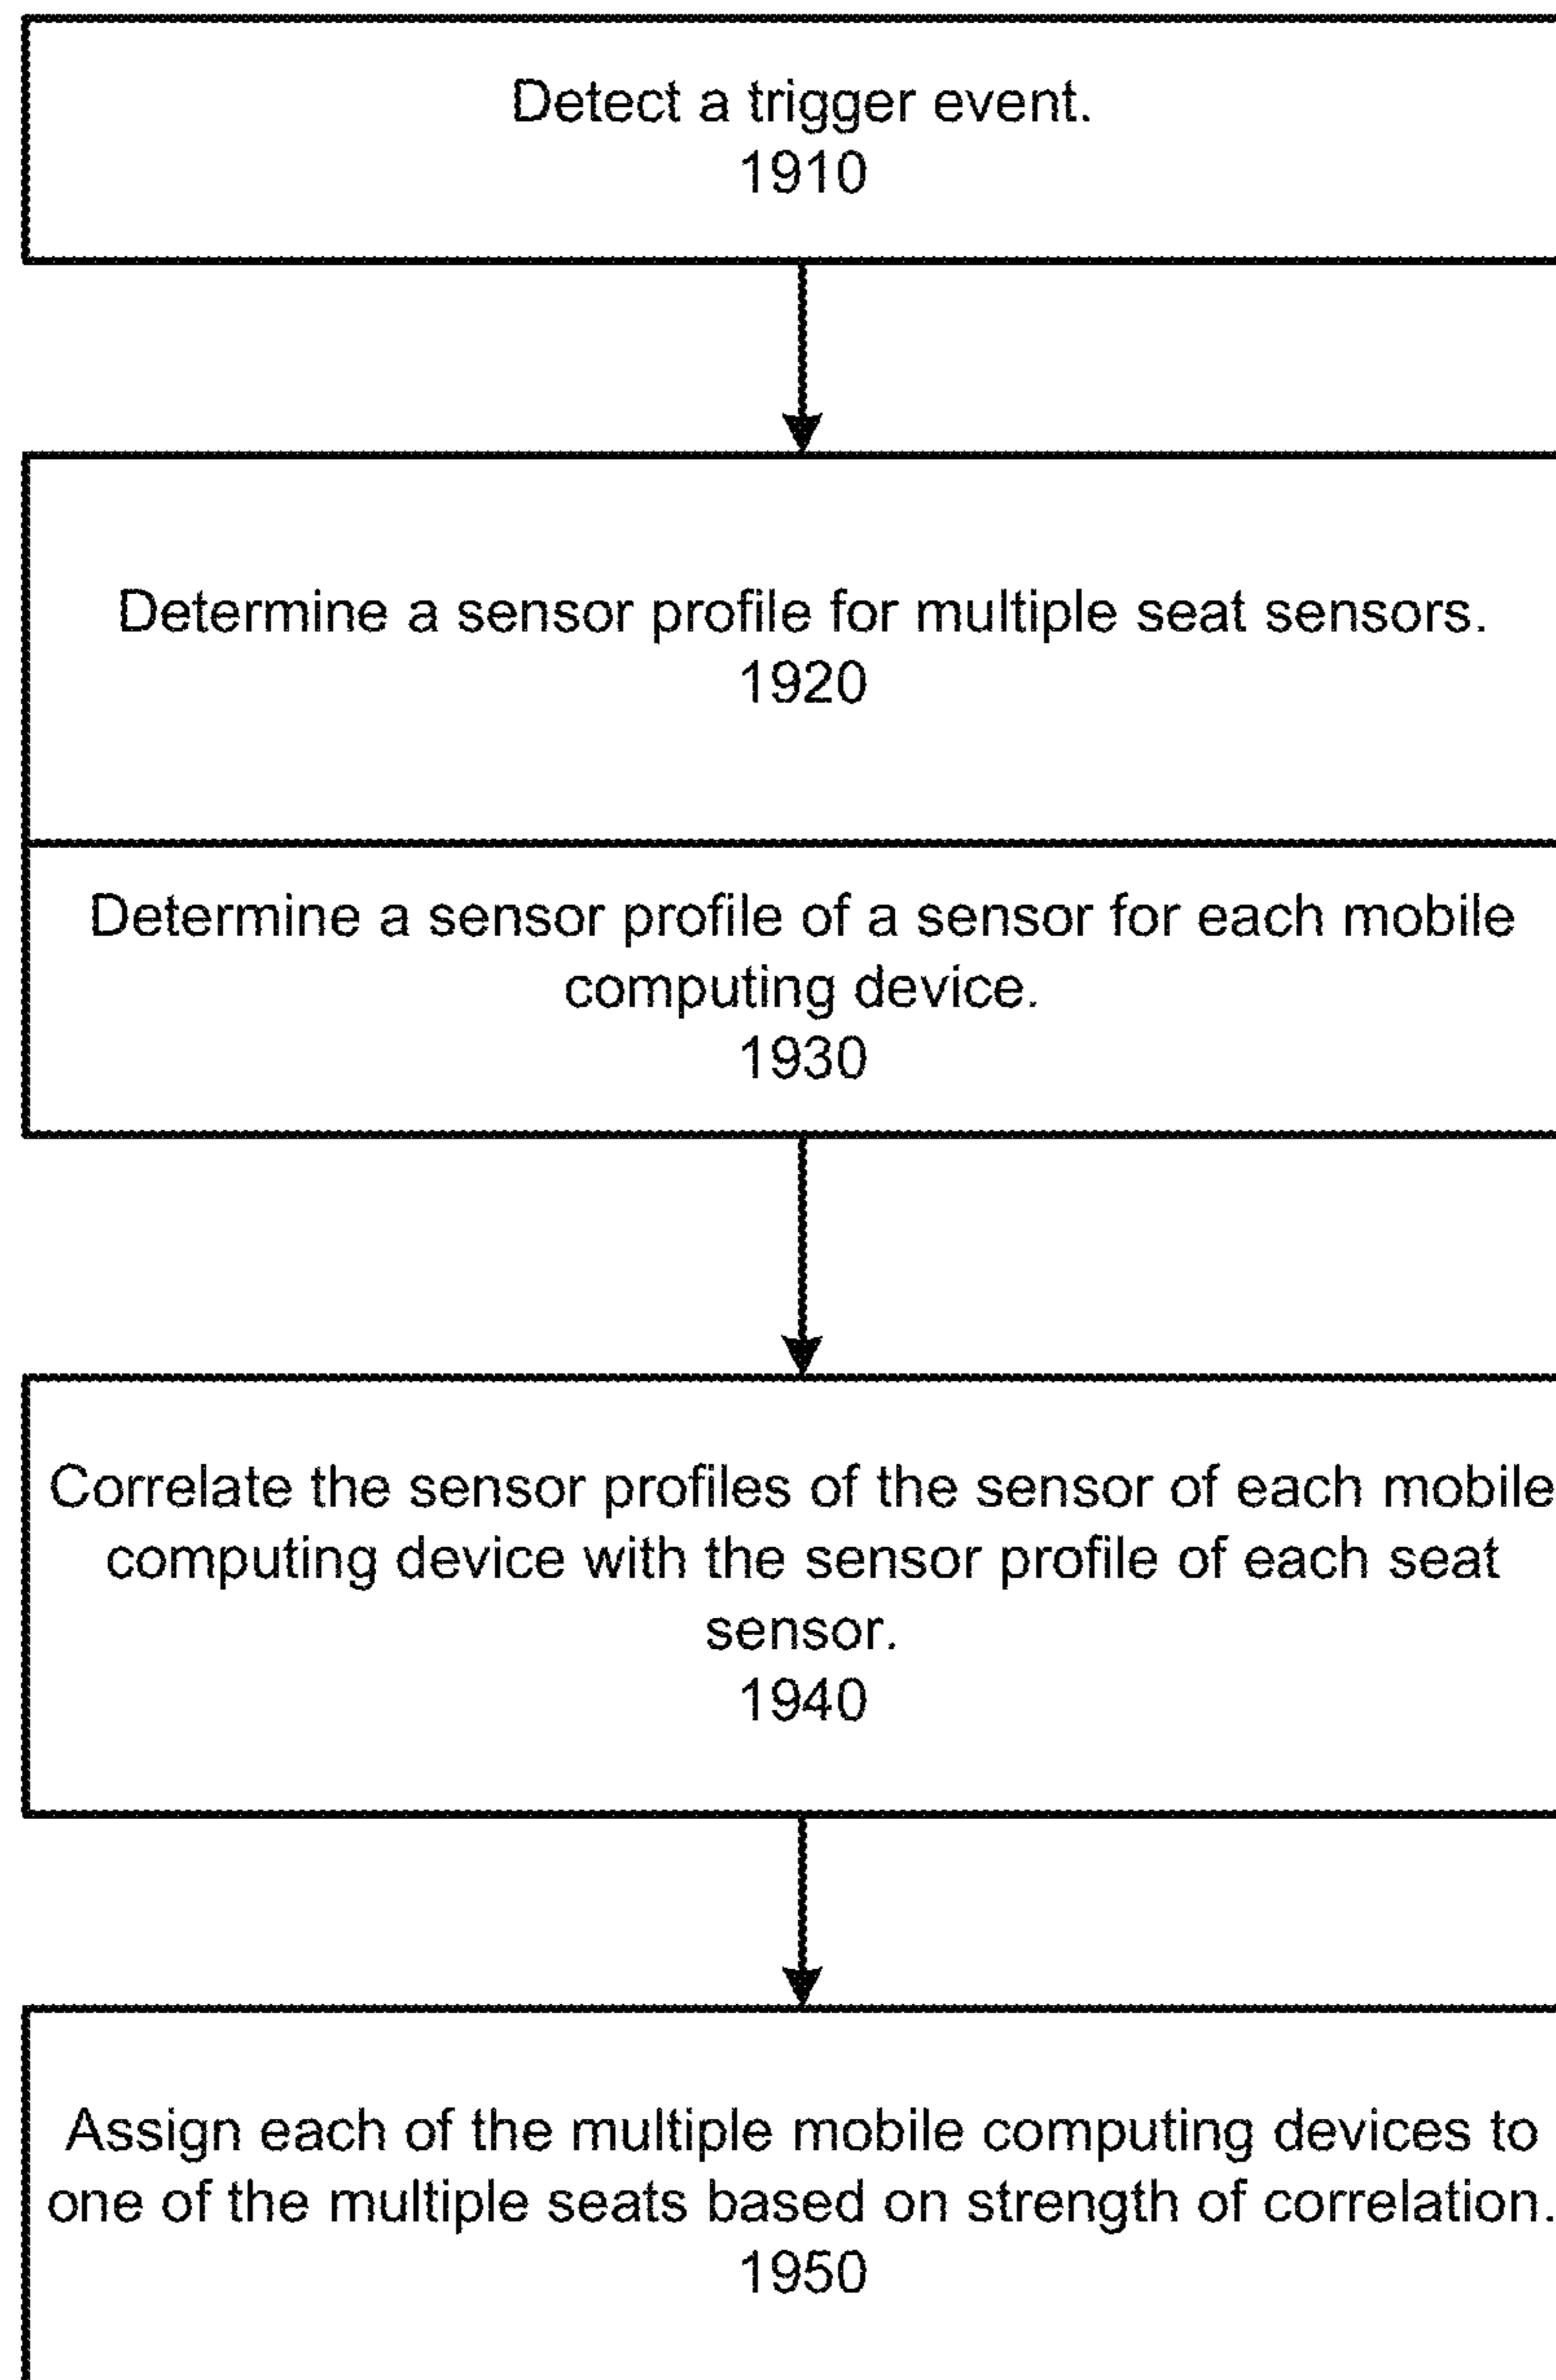 Detect a trigger event.
1910
Determine a sensor profile for multiple seat sensors.
1920
Determine a sensor profile of a sensor for each mobile
computing device.
1930
Correlate the sensor profiles of the sensor of each mobile
computing device with the sensor profile of each seat
sensor.
1940
Assign each of the multiple mobile computing devices to
one of the multiple seats based on strength of correlation.
1950